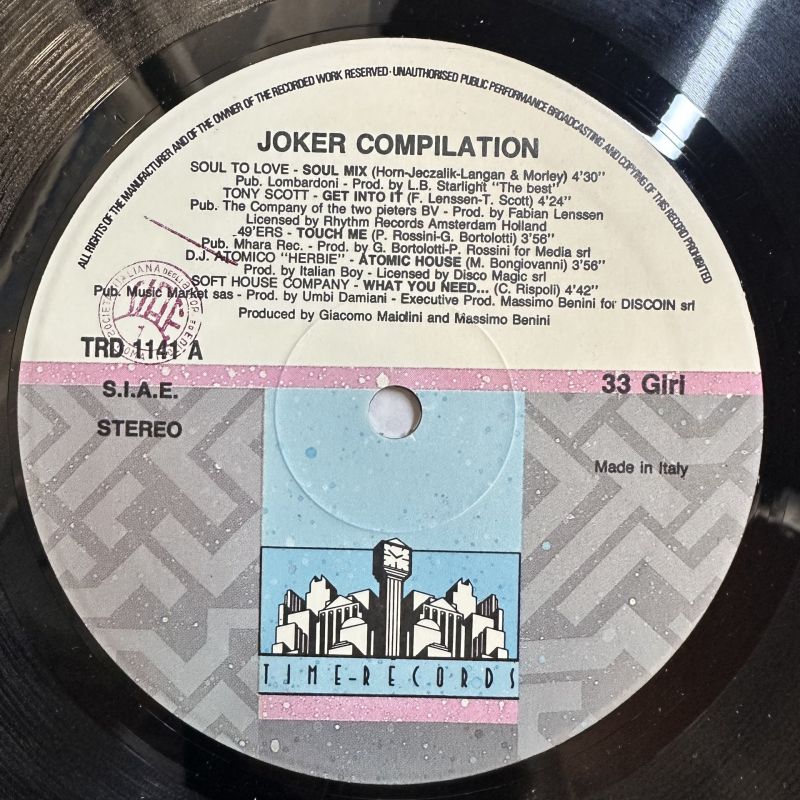 ALL RIGHTS OF THE MANUFACTURER AND OF THE OWNER OF THE RECORDED WORK RESERVED · UNAUTHORISED PUBLIC PERFORMANCE BROADCASTING AND COPYING OF THIS RECORD PROHIBITED
JOKER COMPILATION
SOUL TO LOVE - SOUL MIX (Horn-Jeczalik-Langan & Morley) 4'30"
Pub. Lombardoni - Prod. by L.B. Starlight "The best"
TONY SCOTT - GET INTO IT (F. Lenssen-T. Scott) 4'24"
Pub. The Company of the two pieters BV - Prod. by Fabian Lenssen
Licensed by Rhythm Records Amsterdam Holland
49'ERS - TOUCH ME (P. Rossini-G. Bortolotti) 3'56"
Pub. Mhara Rec. - Prod. by G. Bortolotti-P. Rossini for Media srl
D.J. ATOMICO "HERBIE" - ATOMIC HOUSE (M. Bongiovanni) 3'56"
Prod. by Italian Boy - Licensed by Disco Magic srl
SOFT HOUSE COMPANY - WHAT YOU NEED... (C. Rispoli) 4'42"
Pub. Music Market sas - Prod. by Umbi Damiani - Executive Prod. Massimo Benini for DISCOIN srl
Produced by Giacomo Maiolini and Massimo Benini
TRD 1141 A
S.I.A.E.
STEREO
33 Giri
Made in Italy
TIME-RECORDS